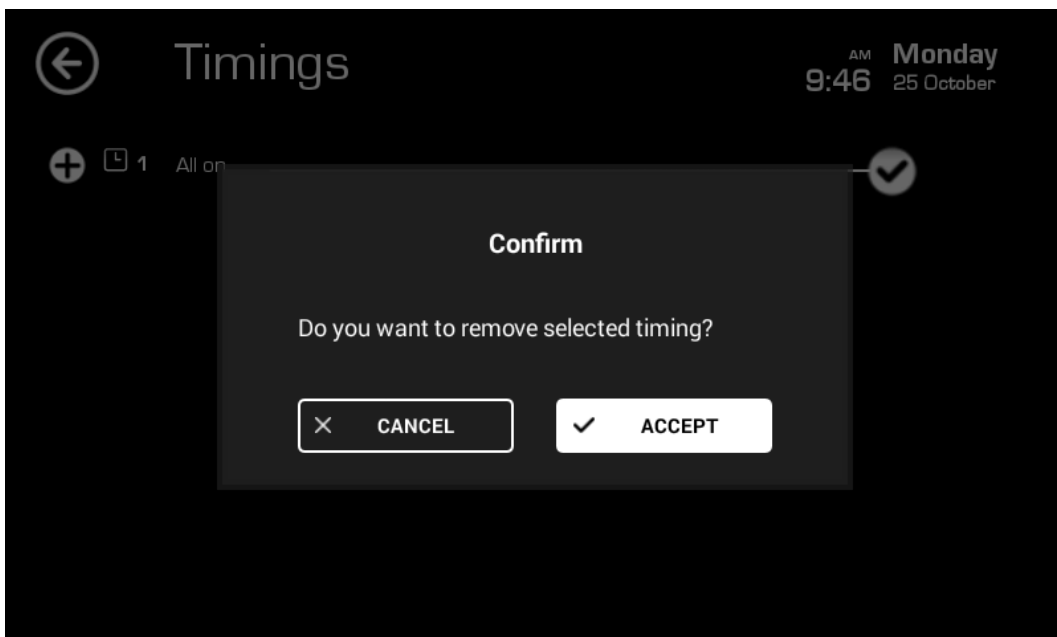 Timings
AM
9:46
Monday
25 October
1 All on
Confirm
Do you want to remove selected timing?
CANCEL
ACCEPT